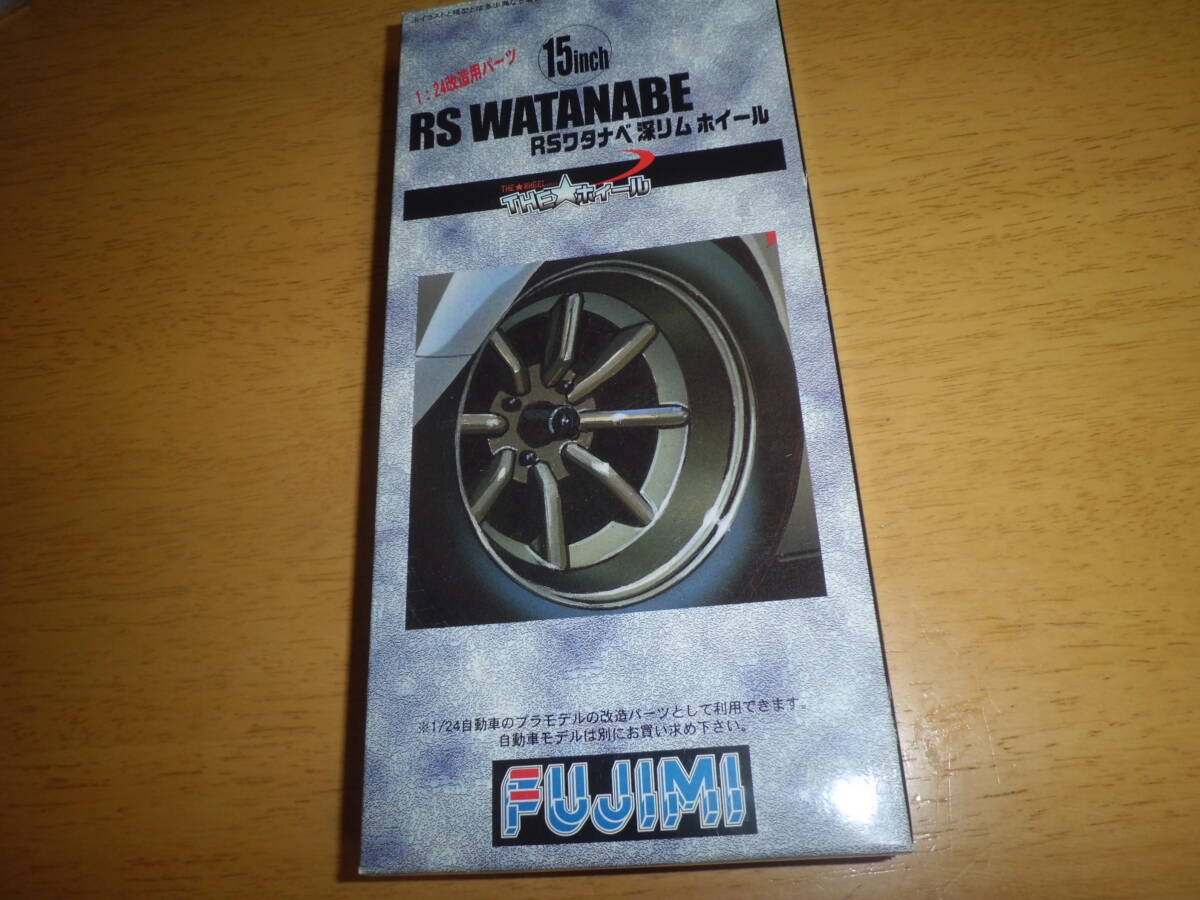 15inch
1:24改造用パーツ
RS WATANABE
RSワタナベ 深リム ホイール
THE★WHEEL
THE★ホイール
※1/24自動車のプラモデルの改造パーツとして利用できます。
自動車モデルは別にお買い求め下さい。
FUJIMI